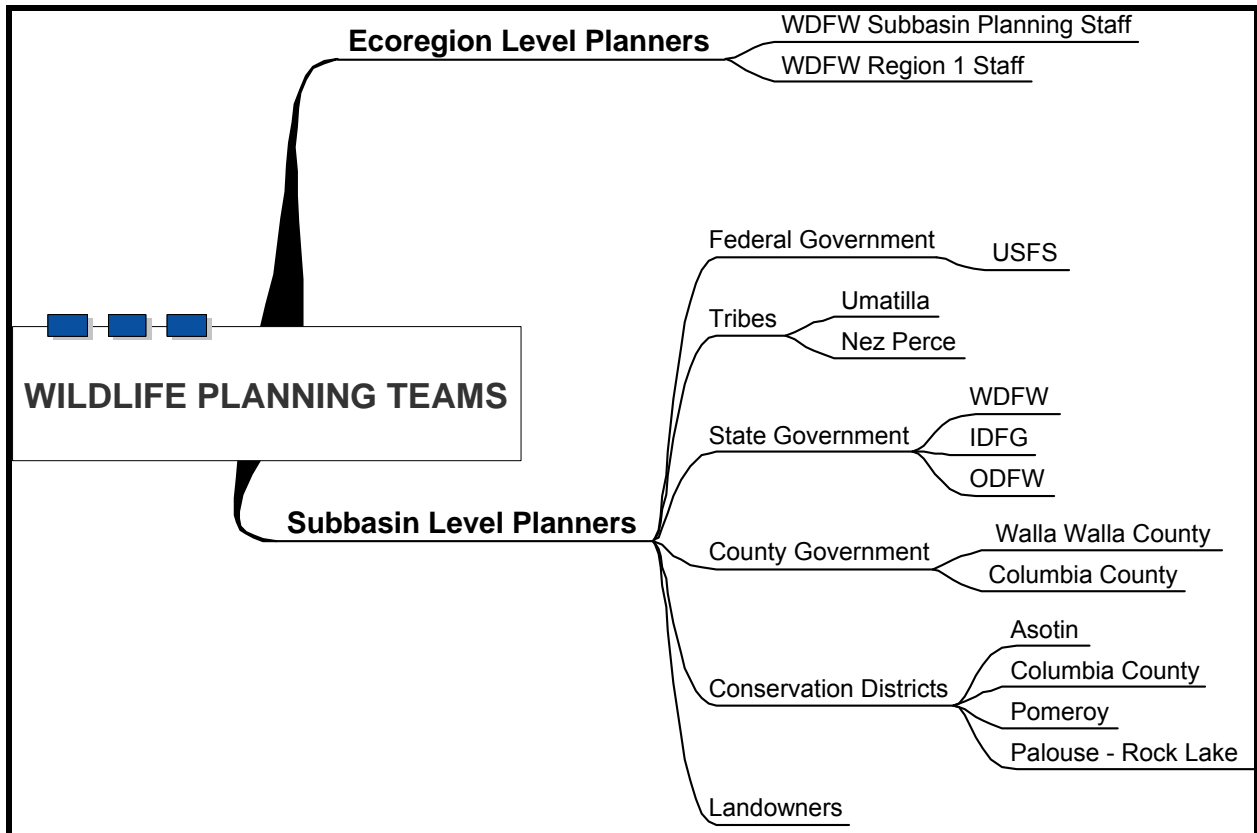 WILDLIFE PLANNING TEAMS
Ecoregion Level Planners
WDFW Subbasin Planning Staff
WDFW Region 1 Staff
Subbasin Level Planners
Federal Government
USFS
Tribes
Umatilla
Nez Perce
State Government
WDFW
IDFG
ODFW
County Government
Walla Walla County
Columbia County
Conservation Districts
Asotin
Columbia County
Pomeroy
Palouse - Rock Lake
Landowners